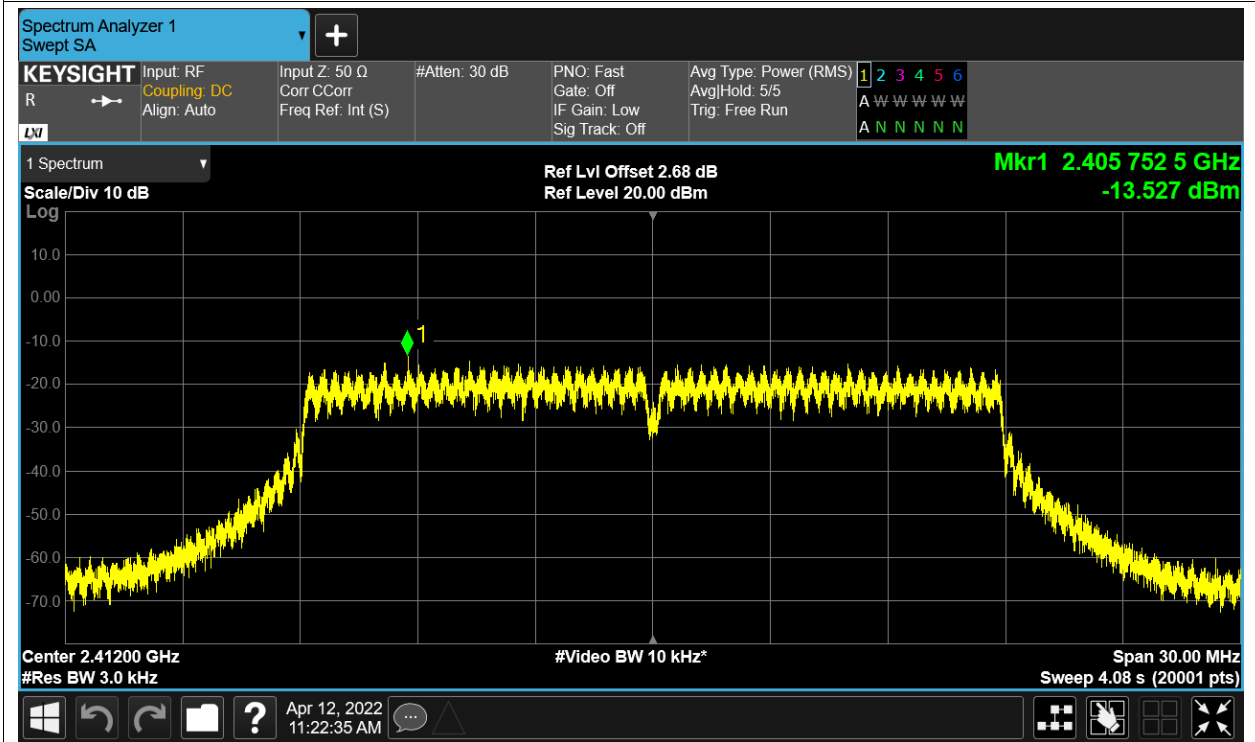 Spectrum Analyzer 1
Swept SA
+
KEYSIGHT
R
LXI
Input: RF
Coupling: DC
Align: Auto
Input Z: 50 Ω
Corr CCorr
Freq Ref: Int (S)
#Atten: 30 dB
PNO: Fast
Gate: Off
IF Gain: Low
Sig Track: Off
Avg Type: Power (RMS)
Avg|Hold: 5/5
Trig: Free Run
1 2 3 4 5 6
A W W W W W
A N N N N N
1 Spectrum
Scale/Div 10 dB
Log
Ref Lvl Offset 2.68 dB
Ref Level 20.00 dBm
Mkr1 2.405 752 5 GHz
-13.527 dBm
10.0
0.00
-10.0
-20.0
-30.0
-40.0
-50.0
-60.0
-70.0
1
Center 2.41200 GHz
#Res BW 3.0 kHz
#Video BW 10 kHz*
Span 30.00 MHz
Sweep 4.08 s (20001 pts)
?
Apr 12, 2022
11:22:35 AM